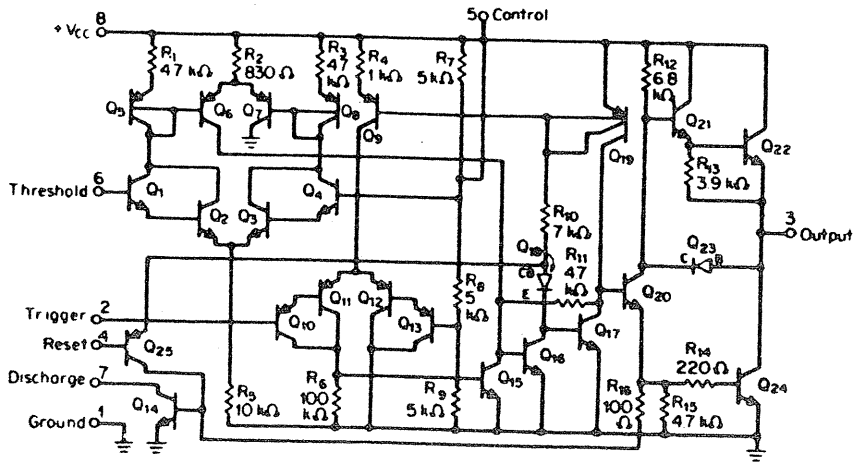 5 Control
8
+ Vcc
R1
47 kΩ
R2
830 Ω
R3
47
kΩ
R4
1 kΩ
R7
5 kΩ
R12
6.8
kΩ
Q5
Q6
Q7
Q8
Q9
Q19
Q21
Q22
R13
3.9 kΩ
6
Threshold
Q1
Q2
Q3
Q4
R10
7 kΩ
Q18
CB
E
R11
47
kΩ
3
Output
Q23
C
B
Q20
R8
5
kΩ
Trigger
2
Q10
Q11
Q12
Q13
Reset
4
Q25
Q15
Q16
Q17
Discharge
7
Q14
R5
10 kΩ
R6
100
kΩ
R9
5 kΩ
R16
100
Ω
R14
220 Ω
R15
4.7 kΩ
Q24
Ground
1